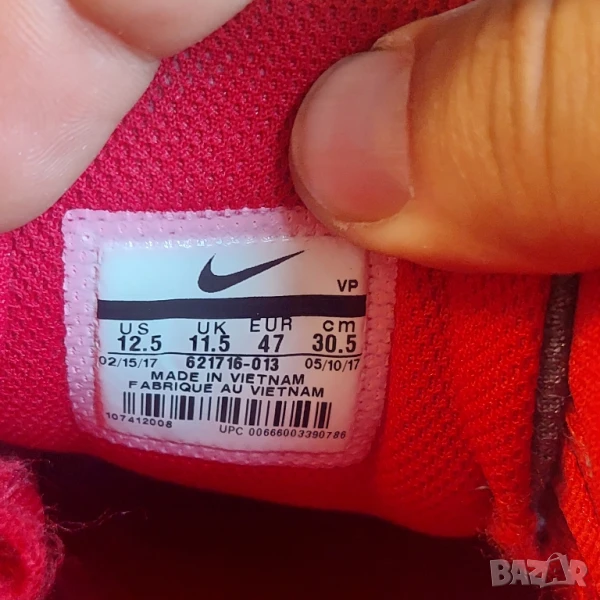 VP
US UK EUR cm
12.5 11.5 47 30.5
02/15/17 621716-013 05/10/17
MADE IN VIETNAM
FABRIQUE AU VIETNAM
107412008
UPC 00666003390786
BAZAR